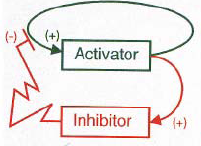 (-)
(+)
Activator
Inhibitor
(+)